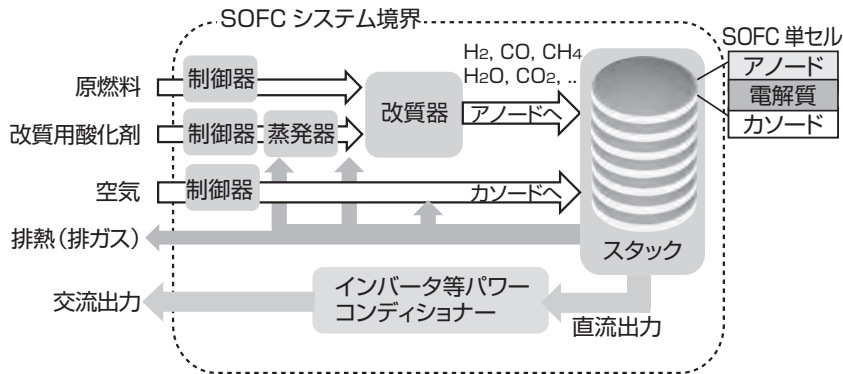 SOFC システム境界
SOFC 単セル
アノード
電解質
カソード
H2, CO, CH4
H2O, CO2, ..
原燃料
制御器
改質器
アノードへ
改質用酸化剤
制御器
蒸発器
空気
制御器
カソードへ
排熱（排ガス）
スタック
交流出力
インバータ等パワー
コンディショナー
直流出力